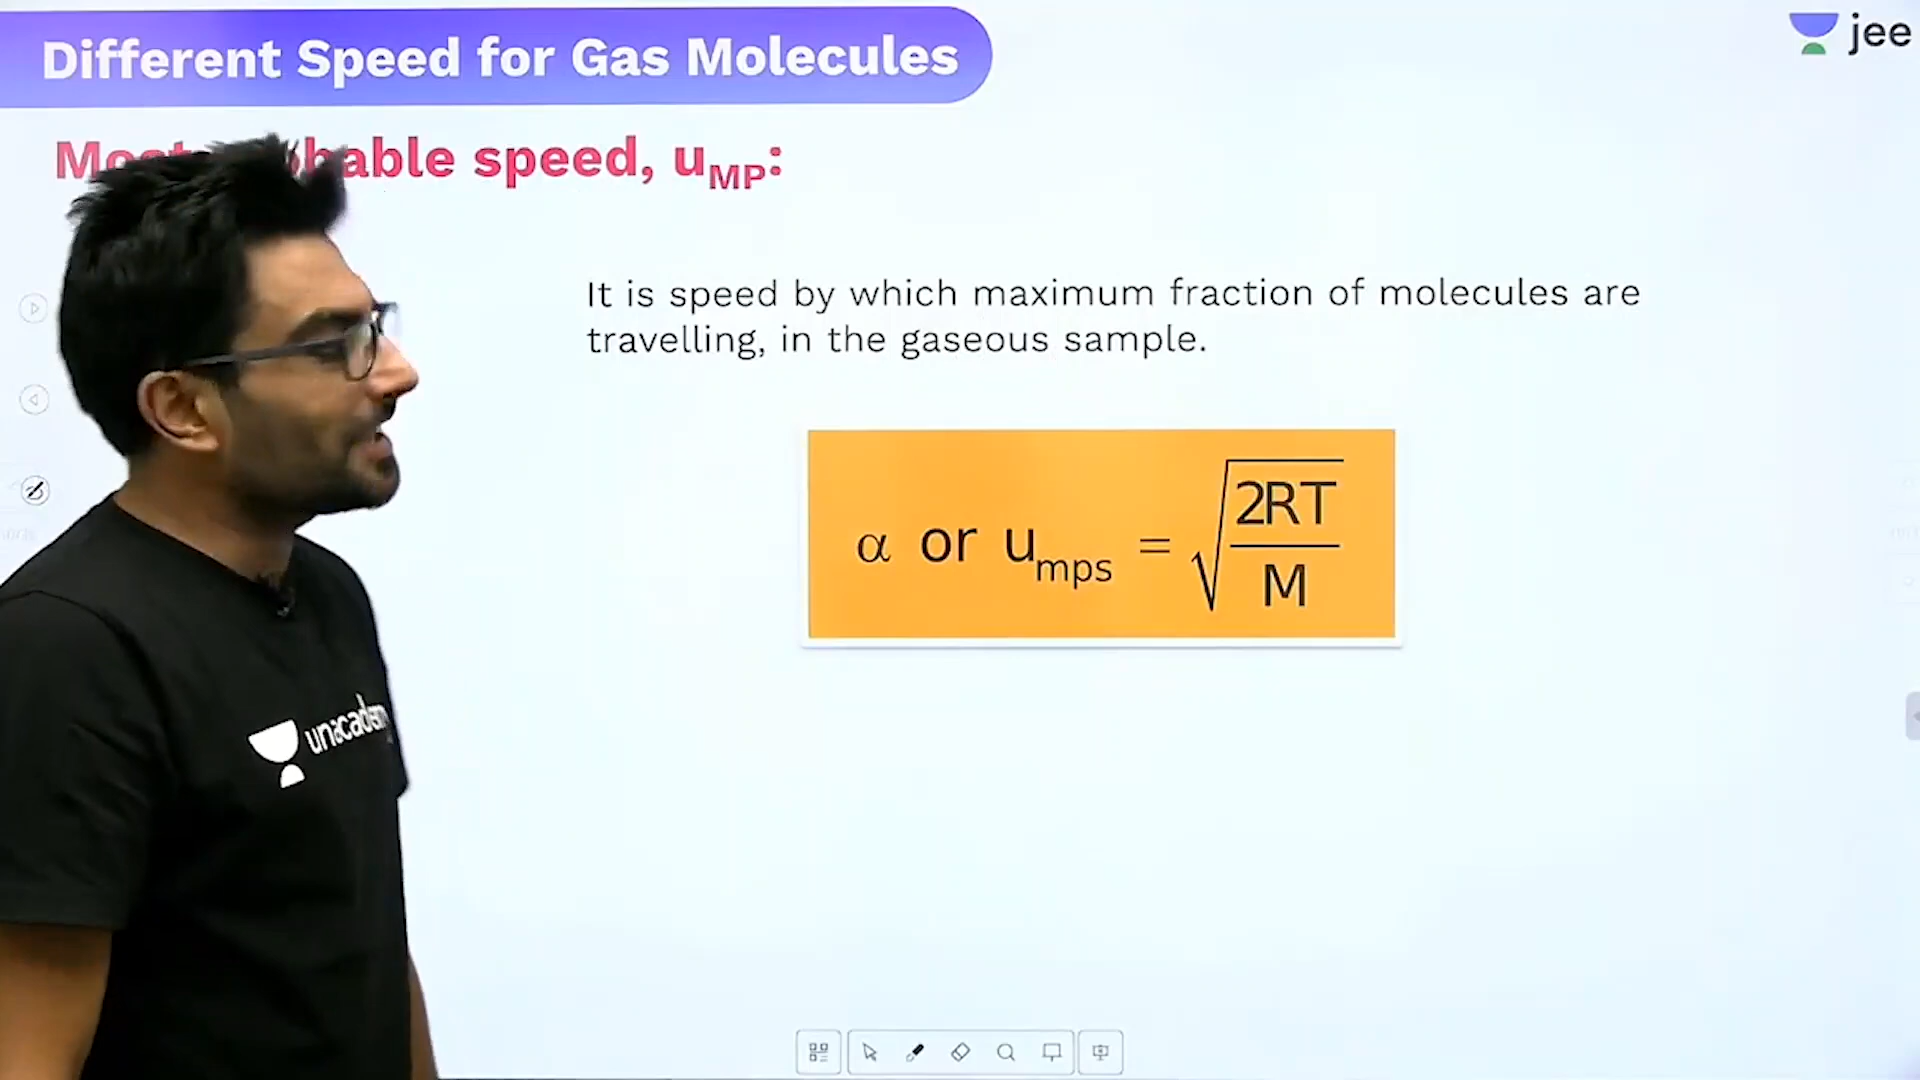 Different Speed for Gas Molecules
jee
speed, uMP:
It is speed by which maximum fraction of molecules are
travelling, in the gaseous sample.
α or umps = √(2RT/M)
unacademy